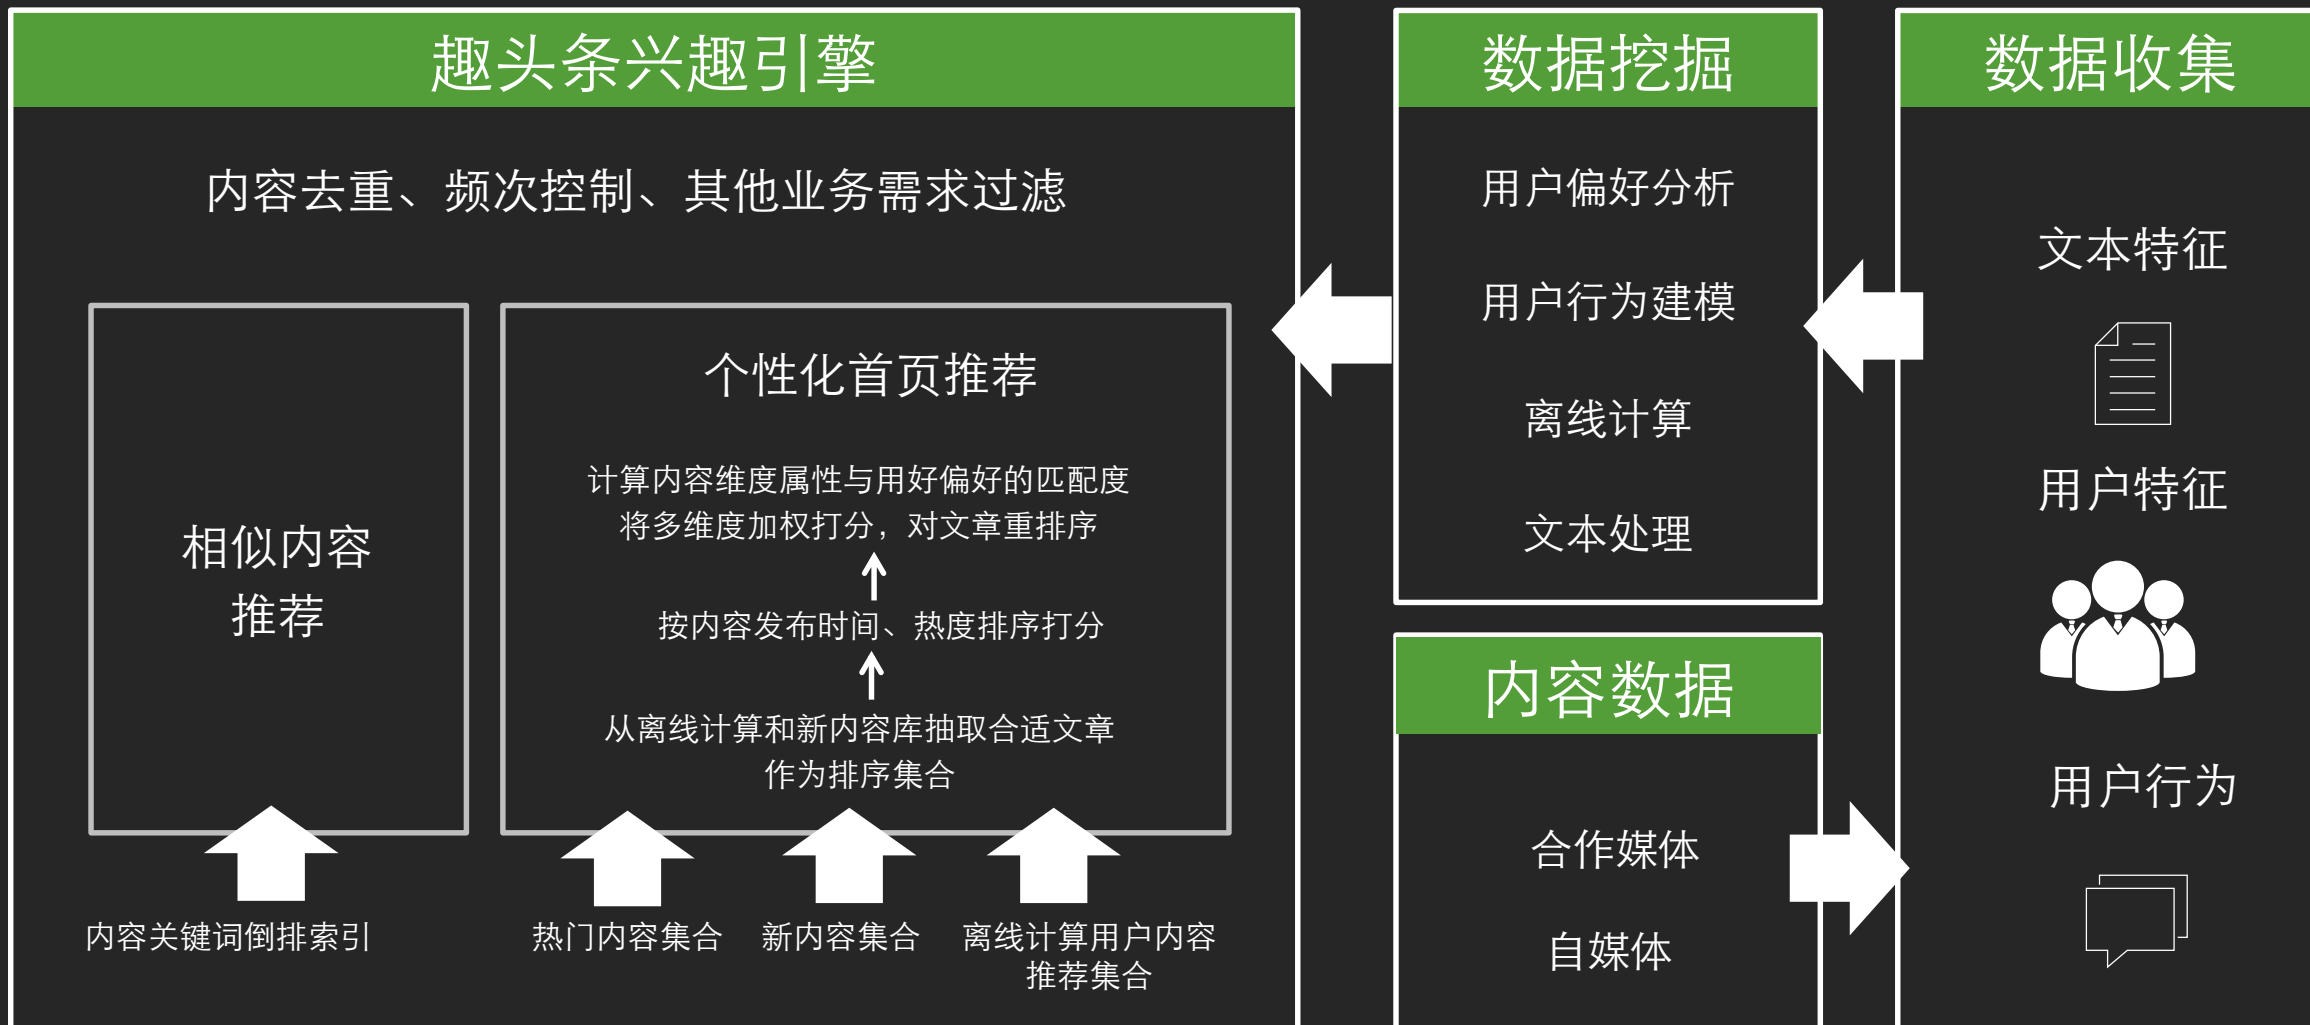 趣头条兴趣引擎
内容去重、频次控制、其他业务需求过滤
相似内容
推荐
内容关键词倒排索引
个性化首页推荐
计算内容维度属性与用好偏好的匹配度
将多维度加权打分，对文章重排序
按内容发布时间、热度排序打分
从离线计算和新内容库抽取合适文章
作为排序集合
热门内容集合
新内容集合
离线计算用户内容
推荐集合
数据挖掘
用户偏好分析
用户行为建模
离线计算
文本处理
内容数据
合作媒体
自媒体
数据收集
文本特征
用户特征
用户行为